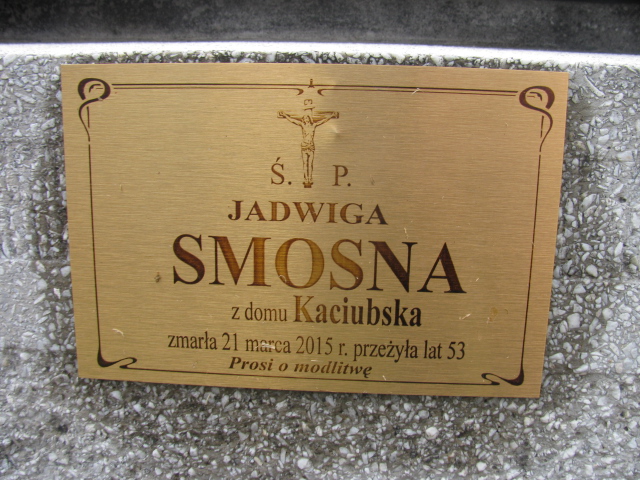 Ś. P.
JADWIGA
SMOSNA
z domu Kaciubska
zmarła 21 marca 2015 r. przeżyła lat 53
Prosi o modlitwę